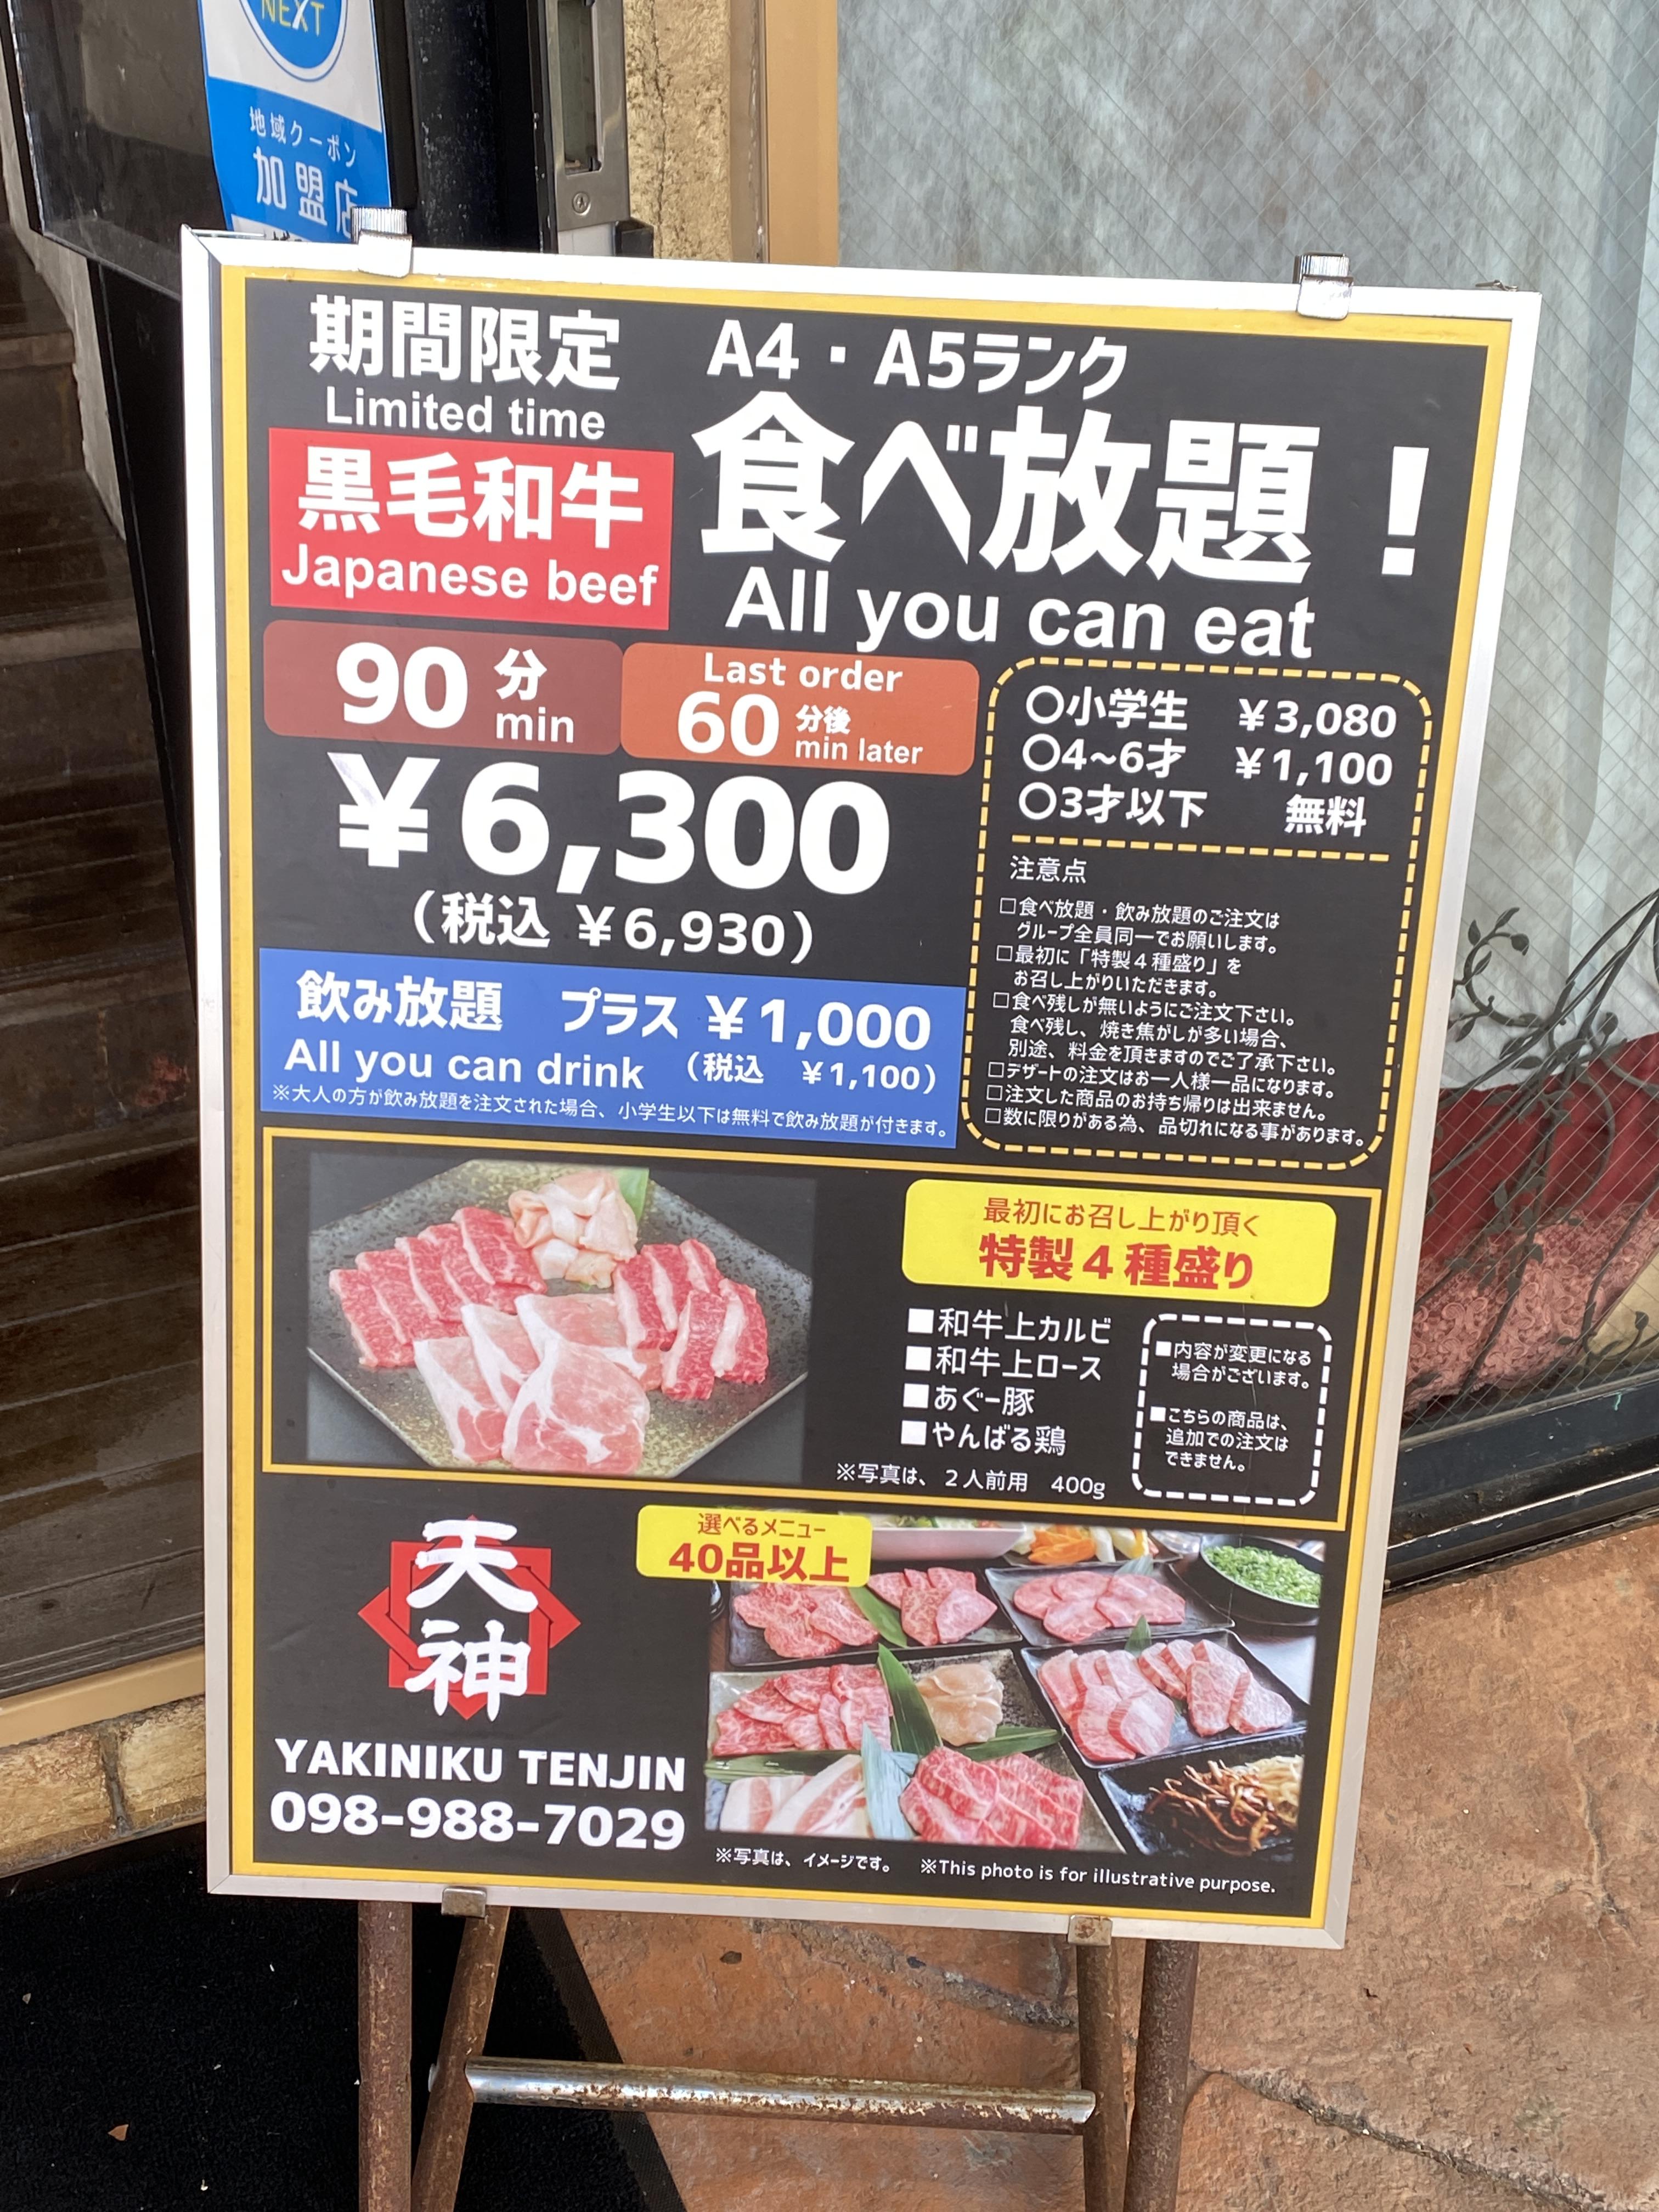 NEXT
地域クーポン
加盟店
期間限定
Limited time
黒毛和牛
Japanese beef
A4・A5ランク
食べ放題！
All you can eat
90分
min
Last order
60分後
min later
¥6,300
（税込 ¥6,930）
飲み放題 プラス ¥1,000
All you can drink （税込 ¥1,100）
※大人の方が飲み放題を注文された場合、小学生以下は無料で飲み放題が付きます。
○小学生 ¥3,080
○4~6才 ¥1,100
○3才以下 無料
注意点
□食べ放題・飲み放題のご注文は
グループ全員同一でお願いします。
□最初に「特製４種盛り」を
お召し上がりいただきます。
□食べ残しが無いようにご注文下さい。
食べ残し、焼き焦がしが多い場合、
別途、料金を頂きますのでご了承下さい。
□デザートの注文はお一人様一品になります。
□注文した商品のお持ち帰りは出来ません。
□数に限りがある為、品切れになる事があります。
最初にお召し上がり頂く
特製４種盛り
■和牛上カルビ
■和牛上ロース
■あぐー豚
■やんばる鶏
※写真は、２人前用 400g
■内容が変更になる
場合がございます。
■こちらの商品は、
追加での注文は
できません。
天神
YAKINIKU TENJIN
098-988-7029
選べるメニュー
40品以上
※写真は、イメージです。 ※This photo is for illustrative purpose.